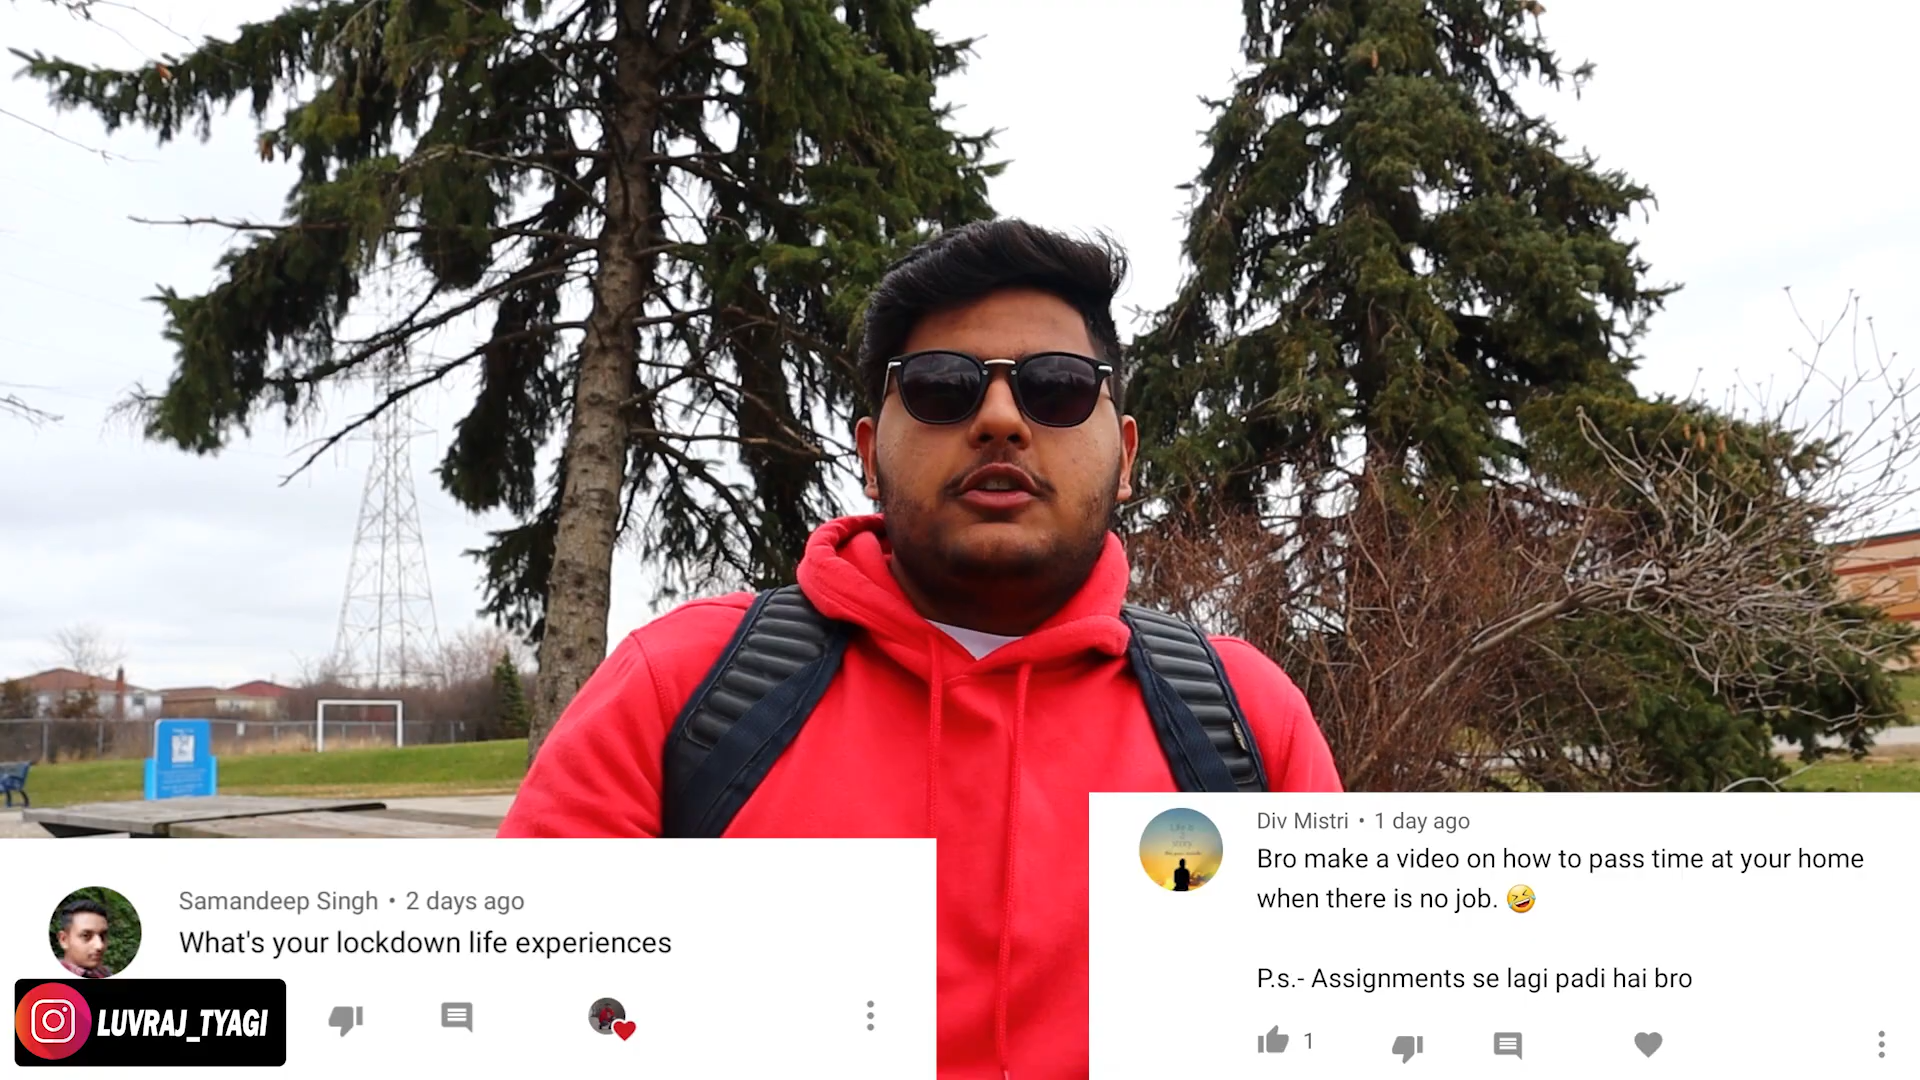 Samandeep Singh • 2 days ago
What's your lockdown life experiences
LUVRAJ_TYAGI
Div Mistri • 1 day ago
Bro make a video on how to pass time at your home
when there is no job. 🤣
P.s.- Assignments se lagi padi hai bro
1